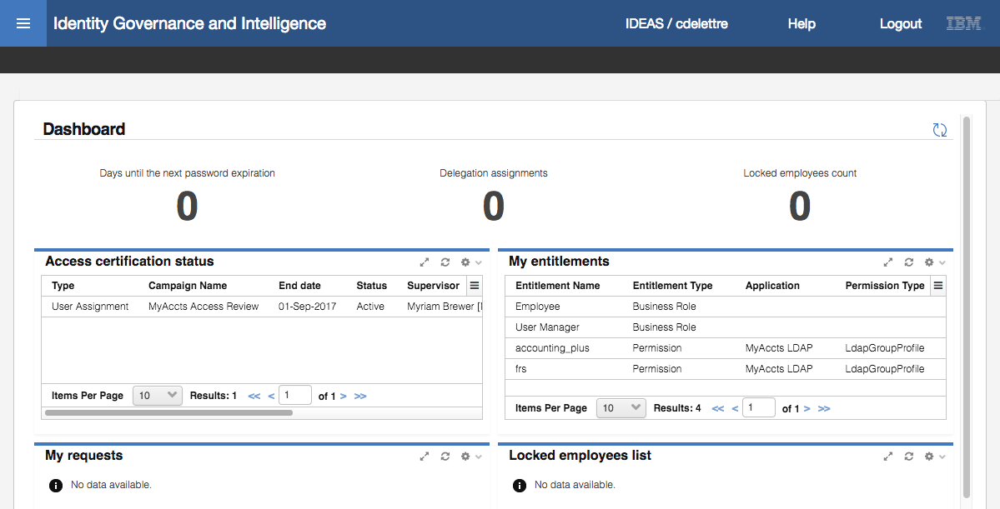 Identity Governance and Intelligence IDEAS / cdelettre Help Logout IBM
Dashboard
Days until the next password expiration Delegation assignments Locked employees count
0 0 0
Access certification status
Type Campaign Name End date Status Supervisor
User Assignment MyAccts Access Review 01-Sep-2017 Active Myriam Brewer [
Items Per Page 10 Results: 1 << < 1 of 1 > >>
My entitlements
Entitlement Name Entitlement Type Application Permission Type
Employee Business Role
User Manager Business Role
accounting_plus Permission MyAccts LDAP LdapGroupProfile
frs Permission MyAccts LDAP LdapGroupProfile
Items Per Page 10 Results: 4 << < 1 of 1 > >>
My requests
No data available.
Locked employees list
No data available.